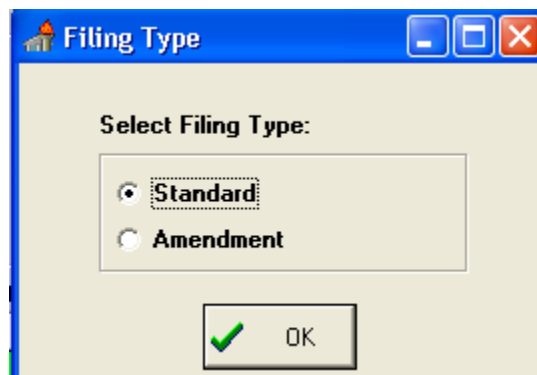 Filing Type
Select Filing Type:
Standard
Amendment
OK